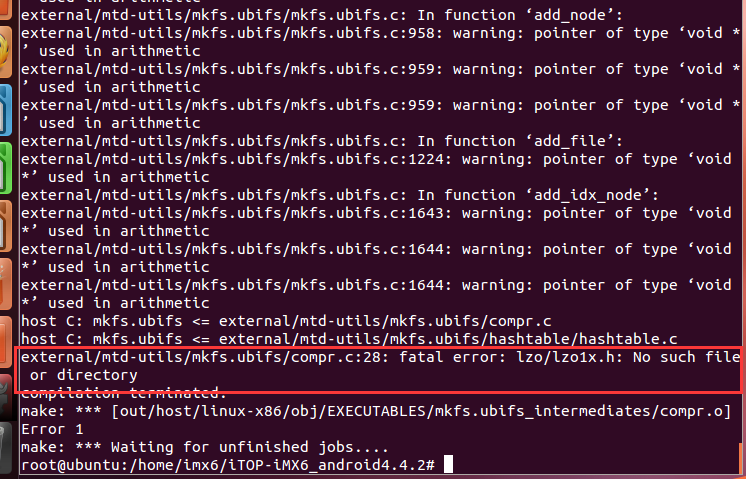 external/mtd-utils/mkfs.ubifs/mkfs.ubifs.c: In function ‘add_node’:
external/mtd-utils/mkfs.ubifs/mkfs.ubifs.c:958: warning: pointer of type ‘void *
’ used in arithmetic
external/mtd-utils/mkfs.ubifs/mkfs.ubifs.c:959: warning: pointer of type ‘void *
’ used in arithmetic
external/mtd-utils/mkfs.ubifs/mkfs.ubifs.c:959: warning: pointer of type ‘void *
’ used in arithmetic
external/mtd-utils/mkfs.ubifs/mkfs.ubifs.c: In function ‘add_file’:
external/mtd-utils/mkfs.ubifs/mkfs.ubifs.c:1224: warning: pointer of type ‘void
*’ used in arithmetic
external/mtd-utils/mkfs.ubifs/mkfs.ubifs.c: In function ‘add_idx_node’:
external/mtd-utils/mkfs.ubifs/mkfs.ubifs.c:1643: warning: pointer of type ‘void
*’ used in arithmetic
external/mtd-utils/mkfs.ubifs/mkfs.ubifs.c:1644: warning: pointer of type ‘void
*’ used in arithmetic
external/mtd-utils/mkfs.ubifs/mkfs.ubifs.c:1644: warning: pointer of type ‘void
*’ used in arithmetic
host C: mkfs.ubifs <= external/mtd-utils/mkfs.ubifs/compr.c
host C: mkfs.ubifs <= external/mtd-utils/mkfs.ubifs/hashtable/hashtable.c
external/mtd-utils/mkfs.ubifs/compr.c:28: fatal error: lzo/lzo1x.h: No such file
or directory
compilation terminated.
make: *** [out/host/linux-x86/obj/EXECUTABLES/mkfs.ubifs_intermediates/compr.o]
Error 1
make: *** Waiting for unfinished jobs....
root@ubuntu:/home/imx6/iTOP-iMX6_android4.4.2#